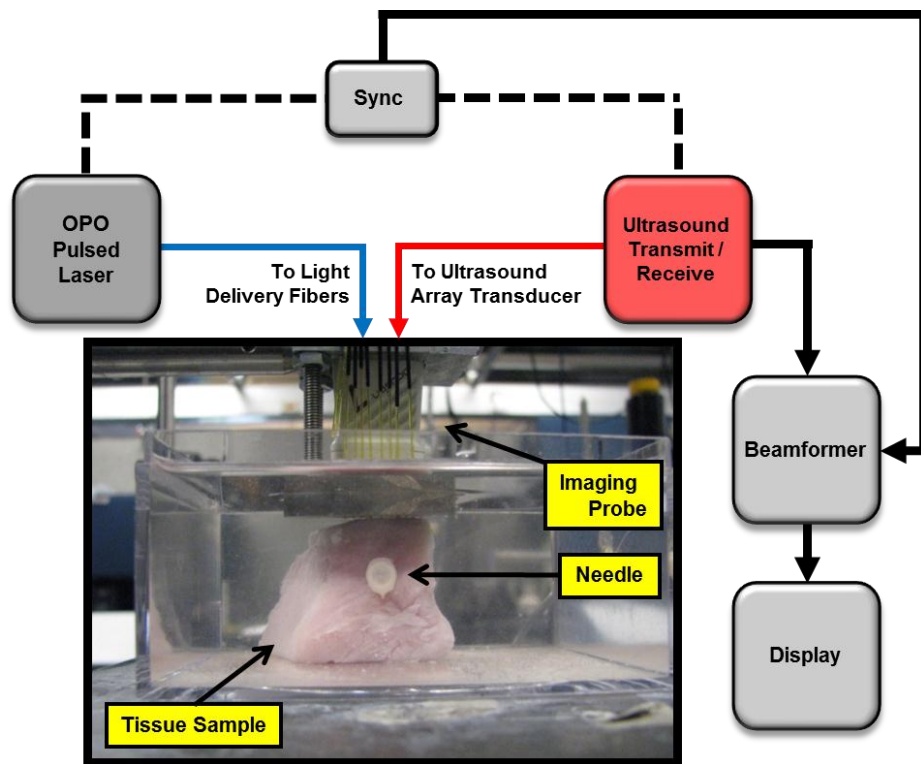 Sync
OPO
Pulsed
Laser
Ultrasound
Transmit /
Receive
To Light
Delivery Fibers
To Ultrasound
Array Transducer
Beamformer
Imaging
Probe
Needle
Display
Tissue Sample